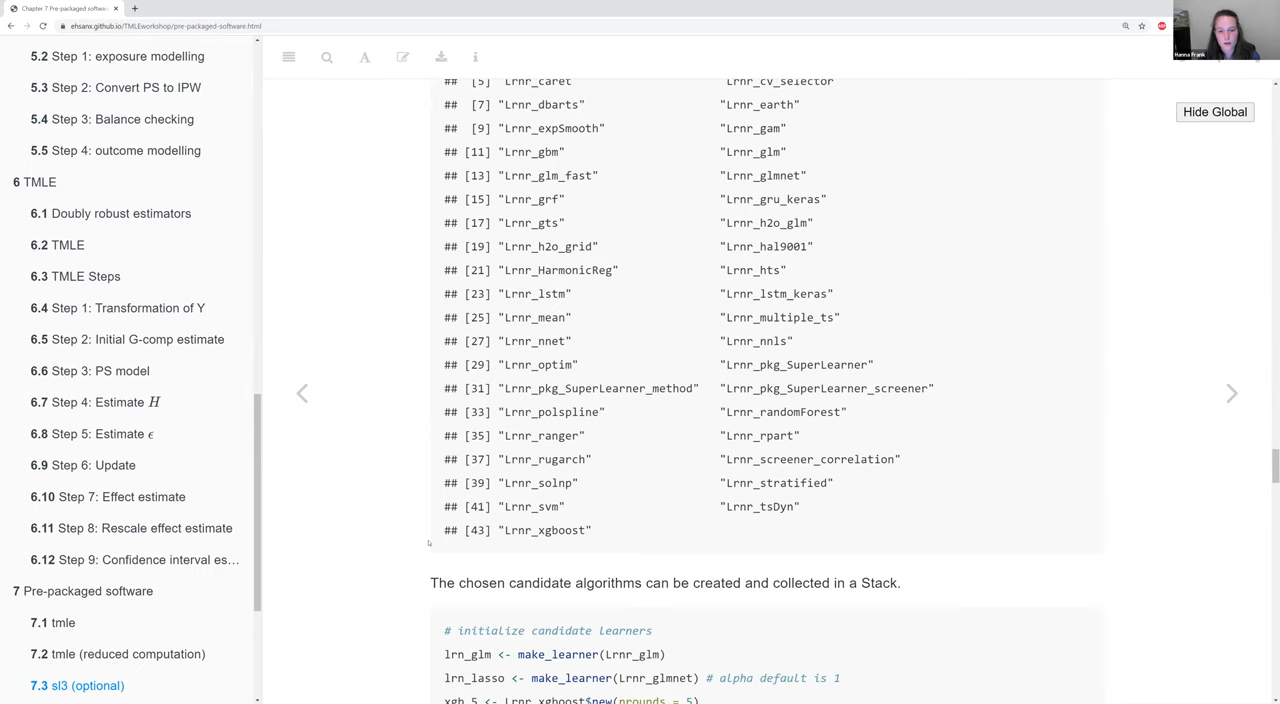 Chapter 7 Pre-packaged softwa
ehsanx.github.io/TMLEworkshop/pre-packaged-software.html
Hanna Frank
5.2 Step 1: exposure modelling
5.3 Step 2: Convert PS to IPW
5.4 Step 3: Balance checking
5.5 Step 4: outcome modelling
6 TMLE
6.1 Doubly robust estimators
6.2 TMLE
6.3 TMLE Steps
6.4 Step 1: Transformation of Y
6.5 Step 2: Initial G-comp estimate
6.6 Step 3: PS model
6.7 Step 4: Estimate H
6.8 Step 5: Estimate ϵ
6.9 Step 6: Update
6.10 Step 7: Effect estimate
6.11 Step 8: Rescale effect estimate
6.12 Step 9: Confidence interval es…
7 Pre-packaged software
7.1 tmle
7.2 tmle (reduced computation)
7.3 sl3 (optional)
Hide Global
## [5] "Lrnr_caret" "Lrnr_cv_selector"
## [7] "Lrnr_dbarts" "Lrnr_earth"
## [9] "Lrnr_expSmooth" "Lrnr_gam"
## [11] "Lrnr_gbm" "Lrnr_glm"
## [13] "Lrnr_glm_fast" "Lrnr_glmnet"
## [15] "Lrnr_grf" "Lrnr_gru_keras"
## [17] "Lrnr_gts" "Lrnr_h2o_glm"
## [19] "Lrnr_h2o_grid" "Lrnr_hal9001"
## [21] "Lrnr_HarmonicReg" "Lrnr_hts"
## [23] "Lrnr_lstm" "Lrnr_lstm_keras"
## [25] "Lrnr_mean" "Lrnr_multiple_ts"
## [27] "Lrnr_nnet" "Lrnr_nnls"
## [29] "Lrnr_optim" "Lrnr_pkg_SuperLearner"
## [31] "Lrnr_pkg_SuperLearner_method" "Lrnr_pkg_SuperLearner_screener"
## [33] "Lrnr_polspline" "Lrnr_randomForest"
## [35] "Lrnr_ranger" "Lrnr_rpart"
## [37] "Lrnr_rugarch" "Lrnr_screener_correlation"
## [39] "Lrnr_solnp" "Lrnr_stratified"
## [41] "Lrnr_svm" "Lrnr_tsDyn"
## [43] "Lrnr_xgboost"
The chosen candidate algorithms can be created and collected in a Stack.
# initialize candidate learners
lrn_glm <- make_learner(Lrnr_glm)
lrn_lasso <- make_learner(Lrnr_glmnet) # alpha default is 1
xgb_5 <- Lrnr_xgboost$new(nrounds = 5)